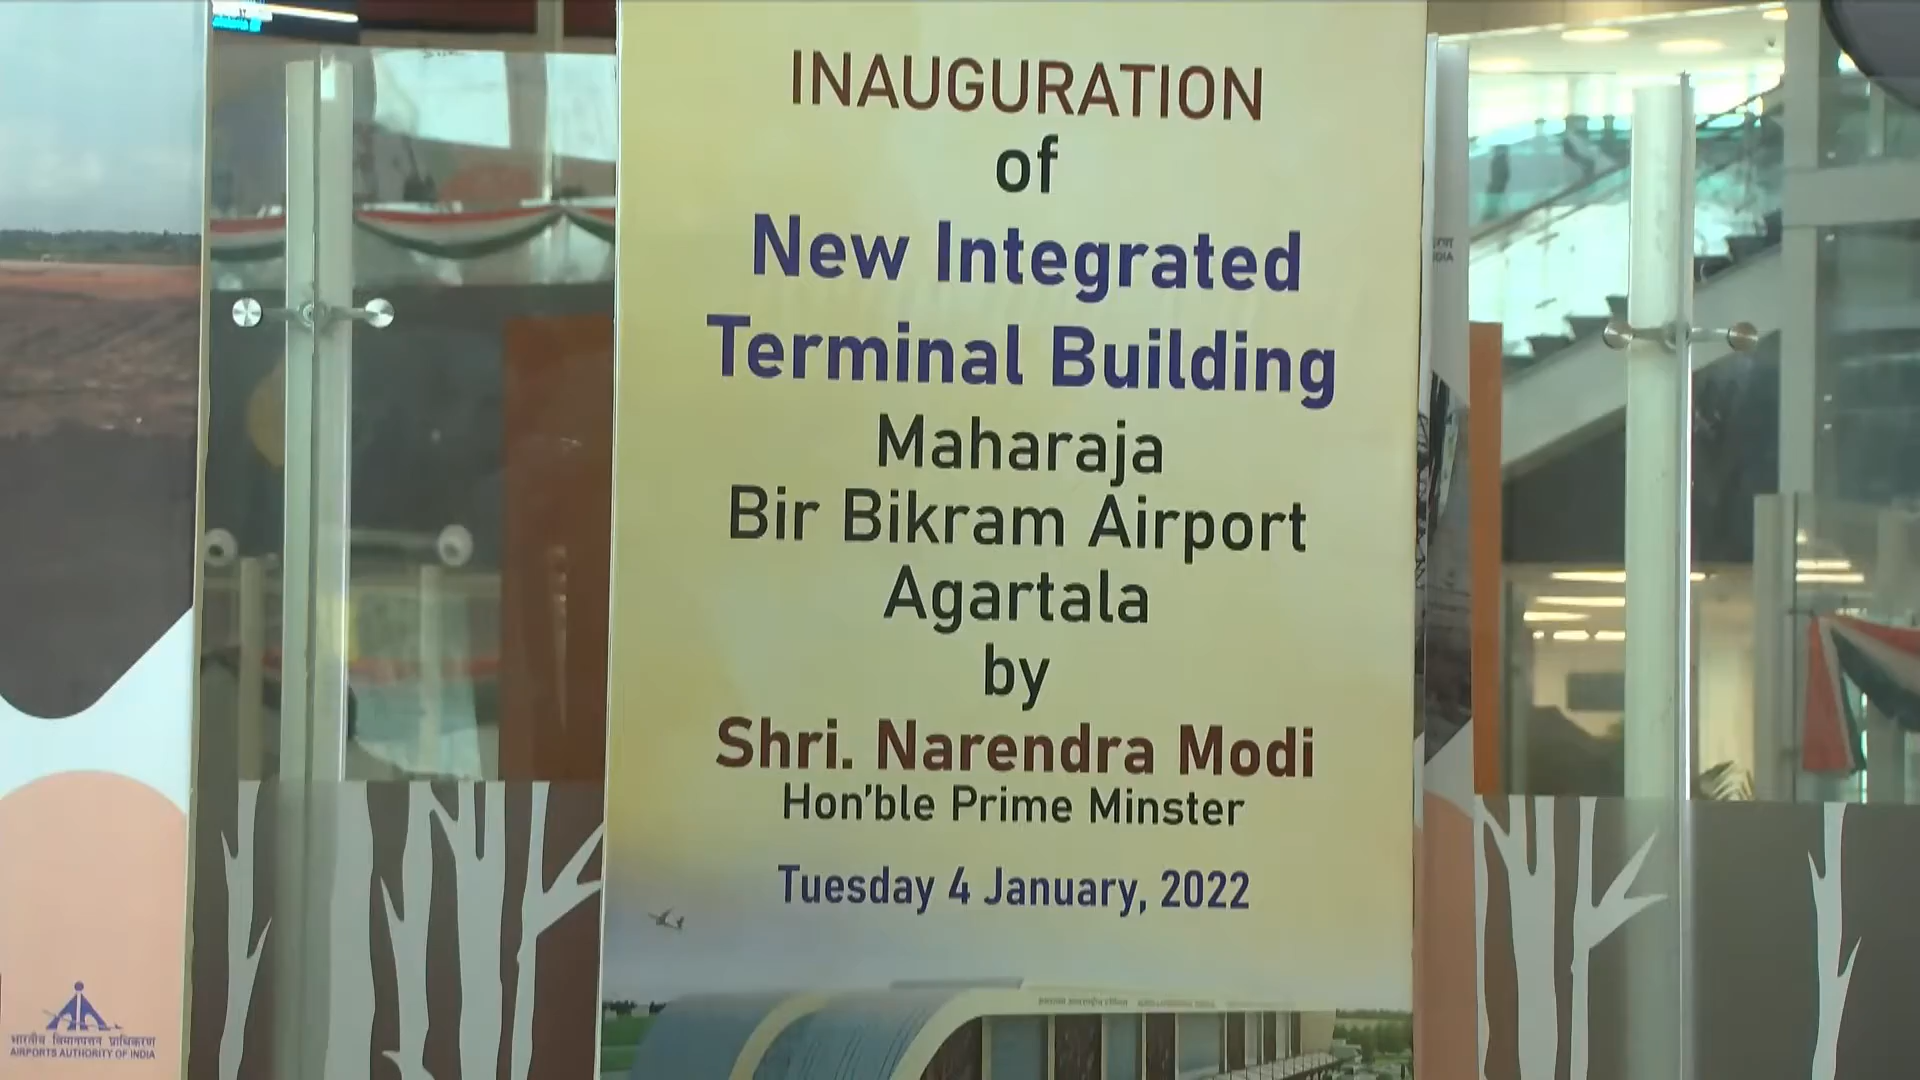 INAUGURATION
of
New Integrated
Terminal Building
Maharaja
Bir Bikram Airport
Agartala
by
Shri. Narendra Modi
Hon'ble Prime Minster
Tuesday 4 January, 2022
भारतीय विमानपत्तन प्राधिकरण
AIRPORTS AUTHORITY OF INDIA